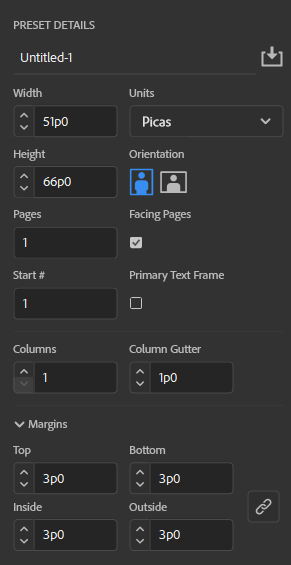 PRESET DETAILS
Untitled-1
Width Units
51p0 Picas
Height Orientation
66p0
Pages Facing Pages
1
Start # Primary Text Frame
1
Columns Column Gutter
1 1p0
Margins
Top Bottom
3p0 3p0
Inside Outside
3p0 3p0